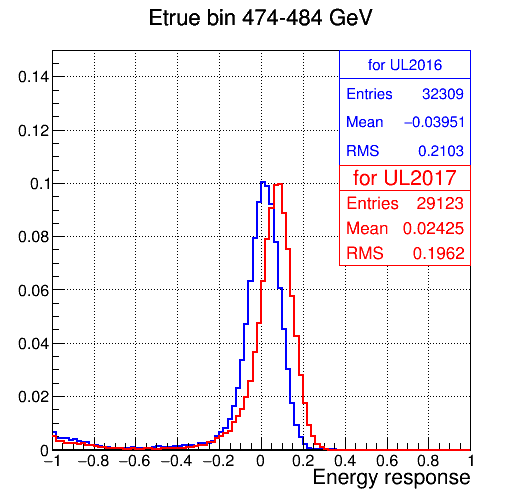 Etrue bin 474-484 GeV
for UL2016
Entries 32309
Mean −0.03951
RMS 0.2103
for UL2017
Entries 29123
Mean 0.02425
RMS 0.1962
0.14
0.12
0.1
0.08
0.06
0.04
0.02
0
−1 −0.8 −0.6 −0.4 −0.2 0 0.2 0.4 0.6 0.8 1
Energy response